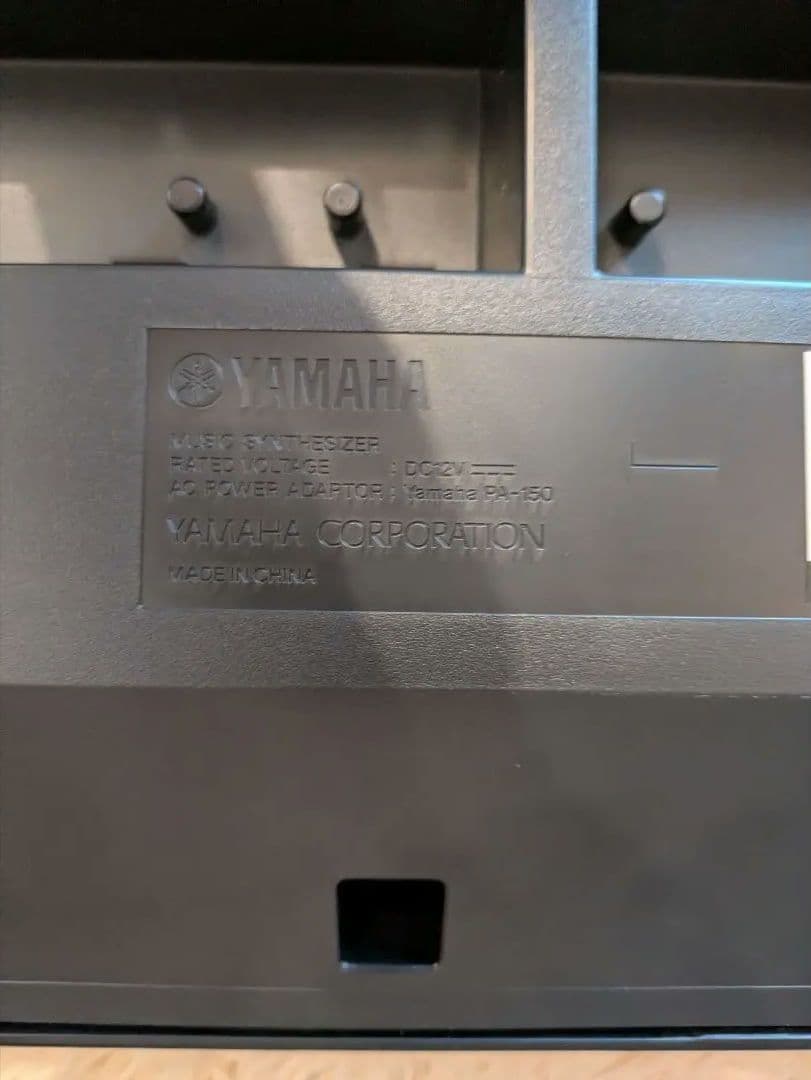 YAMAHA
MUSIC SYNTHESIZER
RATED VOLTAGE : DC12V
AC POWER ADAPTOR : Yamaha PA-150
YAMAHA CORPORATION
MADE IN CHINA